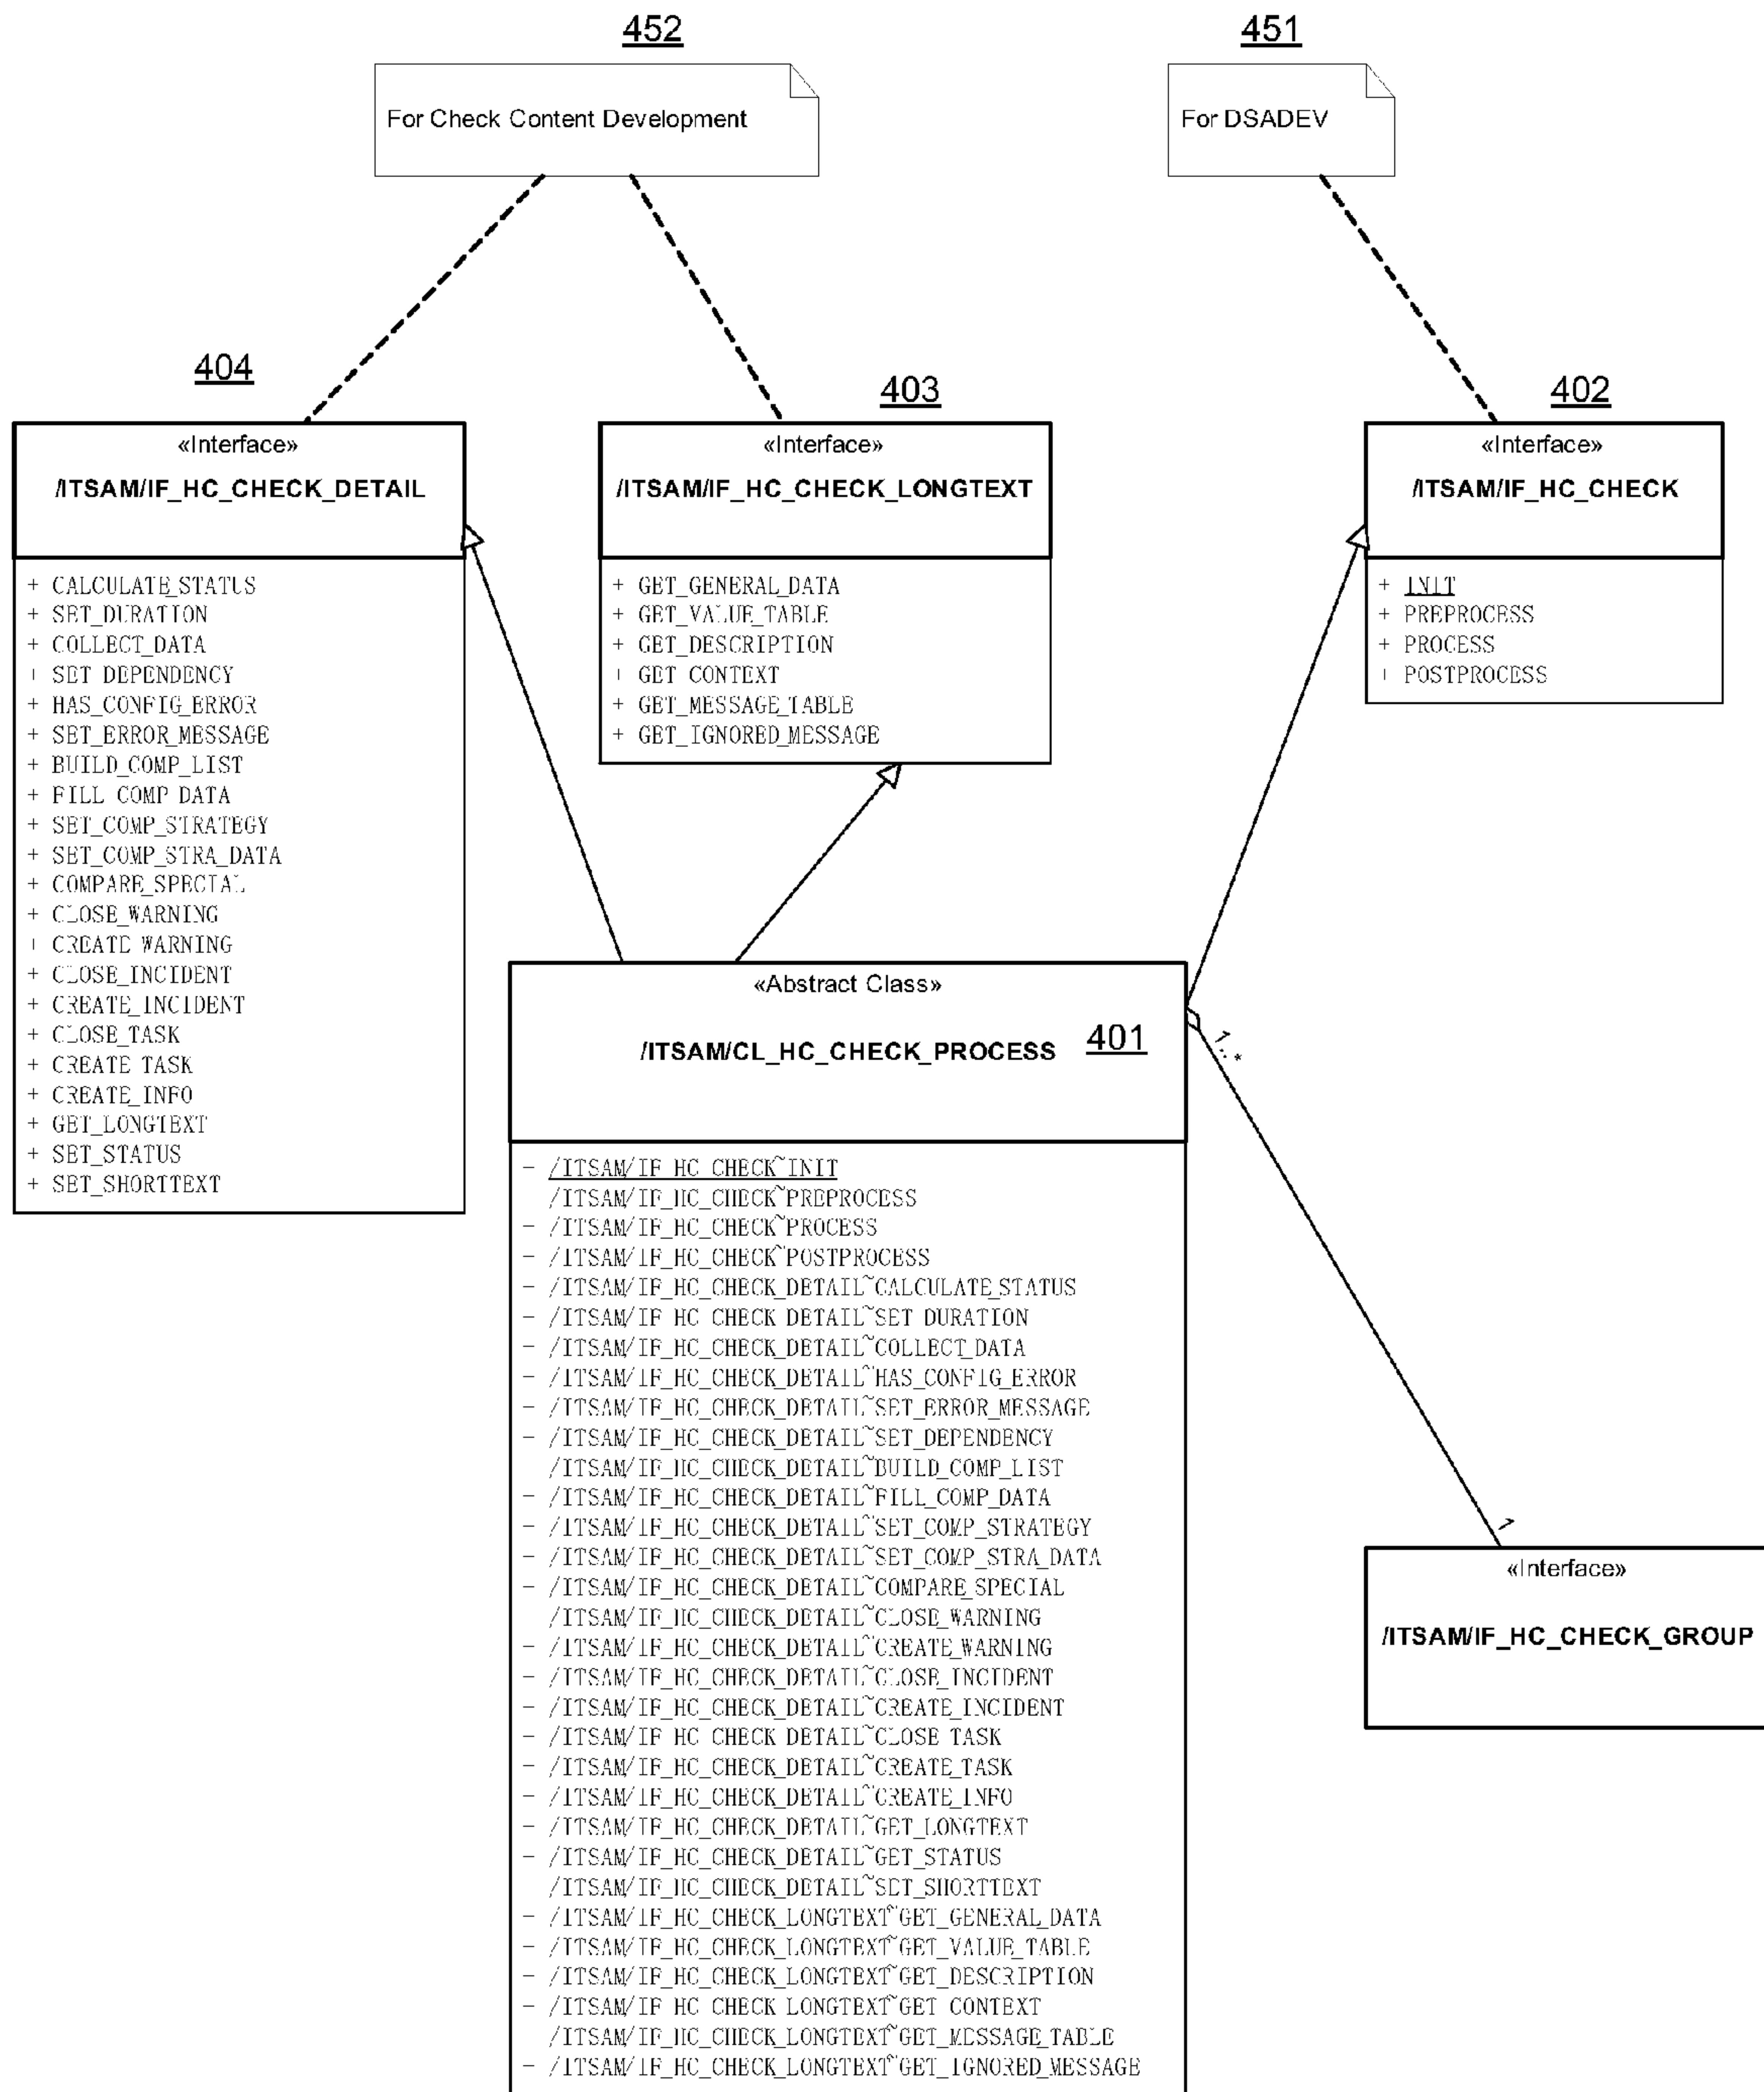 452
For Check Content Development
451
For DSADEV
404
«Interface»
/ITSAM/IF_HC_CHECK_DETAIL
+ CALCULATE_STATUS
+ SET_DURATION
+ COLLECT_DATA
+ SET_DEPENDENCY
+ HAS_CONFIG_ERROR
+ SET_ERROR_MESSAGE
+ BUILD_COMP_LIST
+ FILL_COMP_DATA
+ SET_COMP_STRATEGY
+ SET_COMP_STRA_DATA
+ COMPARE_SPECIAL
+ CLOSE_WARNING
+ CREATE_WARNING
+ CLOSE_INCIDENT
+ CREATE_INCIDENT
+ CLOSE_TASK
+ CREATE_TASK
+ CREATE_INFO
+ GET_LONGTEXT
+ SET_STATUS
+ SET_SHORTTEXT
403
«Interface»
/ITSAM/IF_HC_CHECK_LONGTEXT
+ GET_GENERAL_DATA
+ GET_VALUE_TABLE
+ GET_DESCRIPTION
+ GET_CONTEXT
+ GET_MESSAGE_TABLE
+ GET_IGNORED_MESSAGE
402
«Interface»
/ITSAM/IF_HC_CHECK
+ INIT
+ PREPROCESS
+ PROCESS
+ POSTPROCESS
«Abstract Class»
/ITSAM/CL_HC_CHECK_PROCESS 401
- /ITSAM/IF_HC_CHECK~INIT
/ITSAM/IF_HC_CHECK~PREPROCESS
- /ITSAM/IF_HC_CHECK~PROCESS
- /ITSAM/IF_HC_CHECK~POSTPROCESS
- /ITSAM/IF_HC_CHECK_DETAIL~CALCULATE_STATUS
- /ITSAM/IF_HC_CHECK_DETAIL~SET_DURATION
- /ITSAM/IF_HC_CHECK_DETAIL~COLLECT_DATA
- /ITSAM/IF_HC_CHECK_DETAIL~HAS_CONFIG_ERROR
- /ITSAM/IF_HC_CHECK_DETAIL~SET_ERROR_MESSAGE
- /ITSAM/IF_HC_CHECK_DETAIL~SET_DEPENDENCY
/ITSAM/IF_HC_CHECK_DETAIL~BUILD_COMP_LIST
- /ITSAM/IF_HC_CHECK_DETAIL~FILL_COMP_DATA
- /ITSAM/IF_HC_CHECK_DETAIL~SET_COMP_STRATEGY
- /ITSAM/IF_HC_CHECK_DETAIL~SET_COMP_STRA_DATA
- /ITSAM/IF_HC_CHECK_DETAIL~COMPARE_SPECIAL
/ITSAM/IF_HC_CHECK_DETAIL~CLOSE_WARNING
- /ITSAM/IF_HC_CHECK_DETAIL~CREATE_WARNING
- /ITSAM/IF_HC_CHECK_DETAIL~CLOSE_INCIDENT
- /ITSAM/IF_HC_CHECK_DETAIL~CREATE_INCIDENT
- /ITSAM/IF_HC_CHECK_DETAIL~CLOSE_TASK
- /ITSAM/IF_HC_CHECK_DETAIL~CREATE_TASK
- /ITSAM/IF_HC_CHECK_DETAIL~CREATE_INFO
- /ITSAM/IF_HC_CHECK_DETAIL~GET_LONGTEXT
- /ITSAM/IF_HC_CHECK_DETAIL~GET_STATUS
/ITSAM/IF_HC_CHECK_DETAIL~SET_SHORTTEXT
- /ITSAM/IF_HC_CHECK_LONGTEXT~GET_GENERAL_DATA
- /ITSAM/IF_HC_CHECK_LONGTEXT~GET_VALUE_TABLE
- /ITSAM/IF_HC_CHECK_LONGTEXT~GET_DESCRIPTION
- /ITSAM/IF_HC_CHECK_LONGTEXT~GET_CONTEXT
/ITSAM/IF_HC_CHECK_LONGTEXT~GET_MESSAGE_TABLE
- /ITSAM/IF_HC_CHECK_LONGTEXT~GET_IGNORED_MESSAGE
1..*
1
«Interface»
/ITSAM/IF_HC_CHECK_GROUP